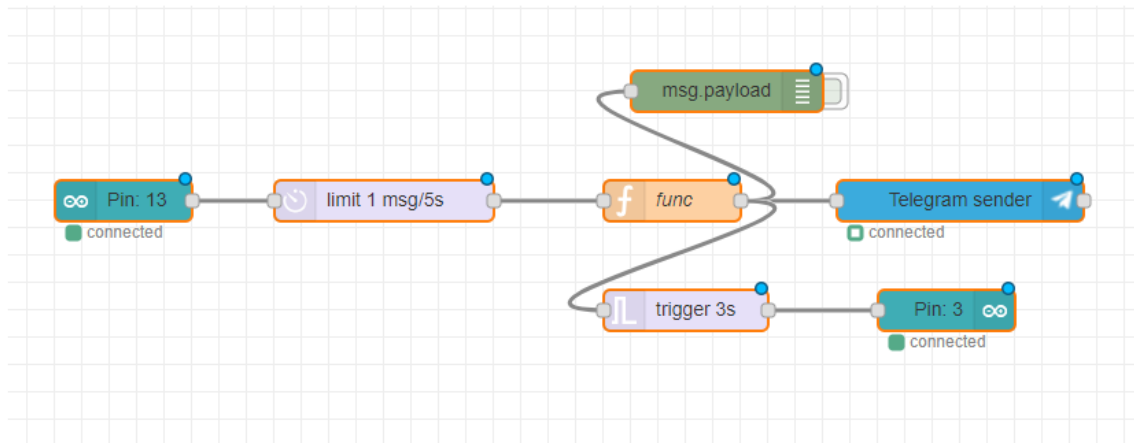 msg.payload
Pin: 13
limit 1 msg/5s
func
Telegram sender
connected
connected
trigger 3s
Pin: 3
connected